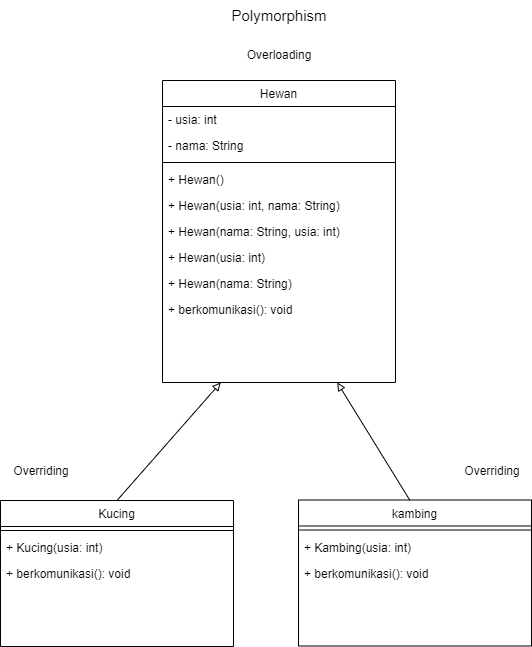 Polymorphism
Overloading
Hewan
- usia: int
- nama: String
+ Hewan()
+ Hewan(usia: int, nama: String)
+ Hewan(nama: String, usia: int)
+ Hewan(usia: int)
+ Hewan(nama: String)
+ berkomunikasi(): void
Overriding
Overriding
Kucing
+ Kucing(usia: int)
+ berkomunikasi(): void
kambing
+ Kambing(usia: int)
+ berkomunikasi(): void